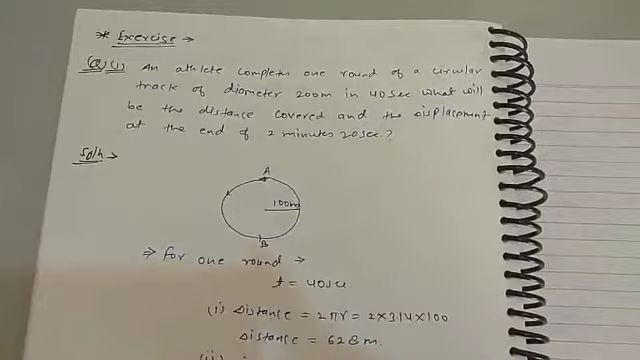 * Exercise →
(Q)(1) An athlete completes one round of a circular
track of diameter 200m in 40sec what will
be the distance covered and the displacement
at the end of 2 minutes 20sec.?
Soln →
A
100m
B
⇒ For one round →
t = 40sec.
(i) Distance = 2πr = 2×3.14×100
Distance = 628m.
(ii)